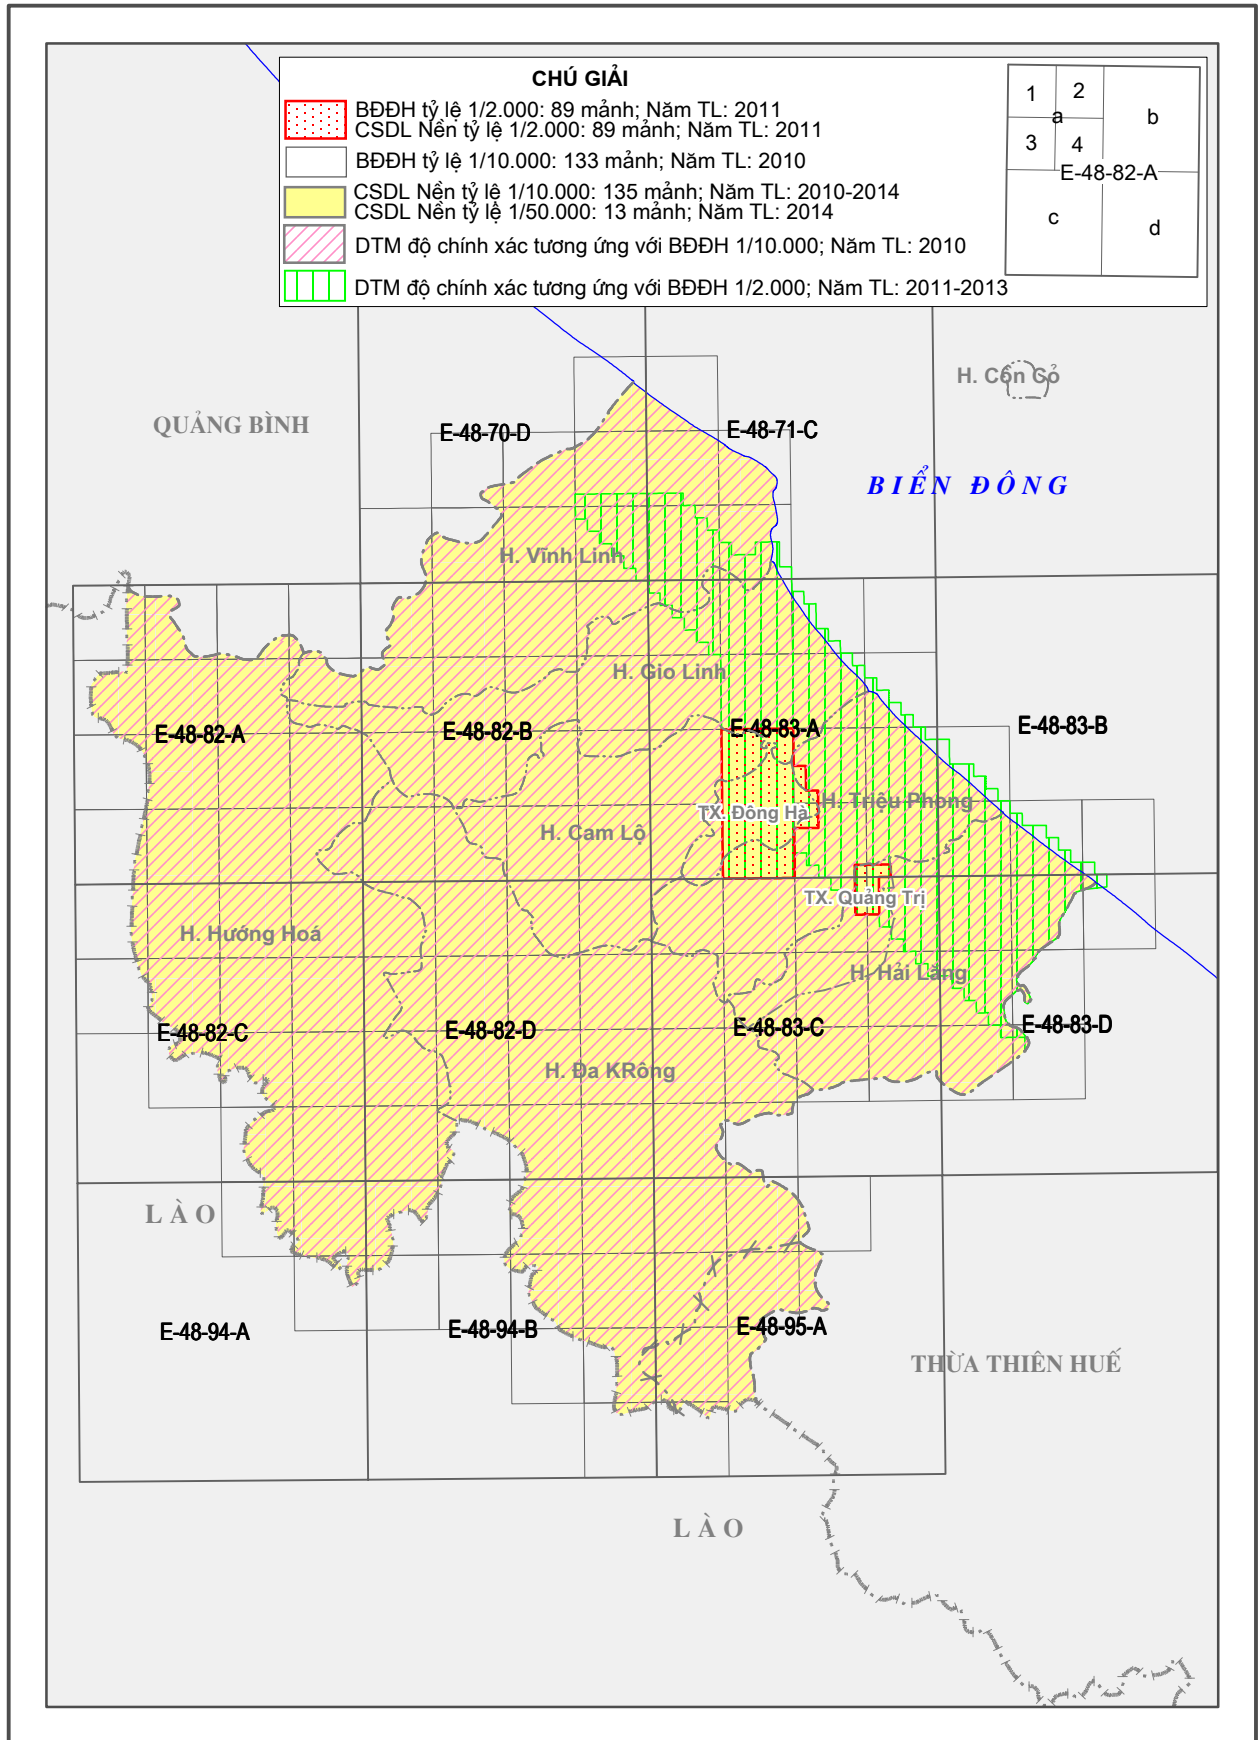 CHÚ GIẢI
BĐĐH tỷ lệ 1/2.000: 89 mảnh; Năm TL: 2011
CSDL Nền tỷ lệ 1/2.000: 89 mảnh; Năm TL: 2011
BĐĐH tỷ lệ 1/10.000: 133 mảnh; Năm TL: 2010
CSDL Nền tỷ lệ 1/10.000: 135 mảnh; Năm TL: 2010-2014
CSDL Nền tỷ lệ 1/50.000: 13 mảnh; Năm TL: 2014
DTM độ chính xác tương ứng với BĐĐH 1/10.000; Năm TL: 2010
DTM độ chính xác tương ứng với BĐĐH 1/2.000; Năm TL: 2011-2013
1 2
a b
3 4
E-48-82-A
c d
H. Cồn Cỏ
QUẢNG BÌNH
E-48-70-D
E-48-71-C
BIỂN ĐÔNG
H. Vĩnh Linh
H. Gio Linh
E-48-82-A
E-48-82-B
E-48-83-A
E-48-83-B
H. Triệu Phong
TX. Đông Hà
H. Cam Lộ
TX. Quảng Trị
H. Hướng Hoá
H. Hải Lăng
E-48-82-C
E-48-82-D
E-48-83-C
E-48-83-D
H. Đa KRông
LÀO
E-48-94-A
E-48-94-B
E-48-95-A
THỪA THIÊN HUẾ
LÀO